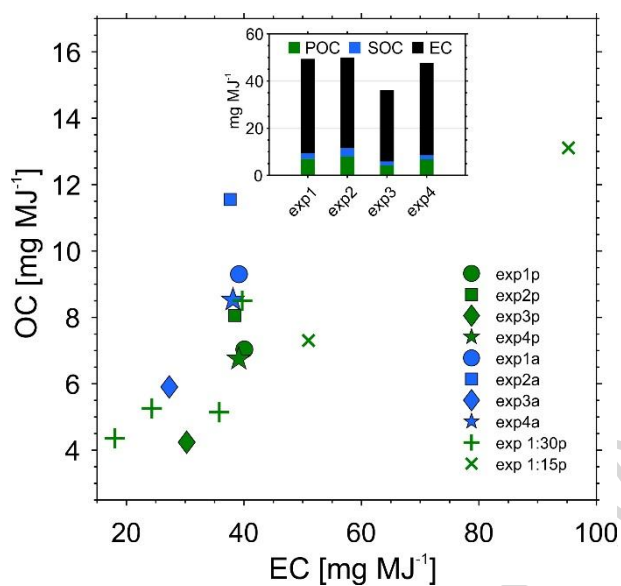 60
POC SOC EC
40
mg MJ⁻¹
20
0
exp1 exp2 exp3 exp4
16
14
12
10
8
6
4
OC [mg MJ⁻¹]
exp1p
exp2p
exp3p
exp4p
exp1a
exp2a
exp3a
exp4a
exp 1:30p
exp 1:15p
20 40 60 80 100
EC [mg MJ⁻¹]